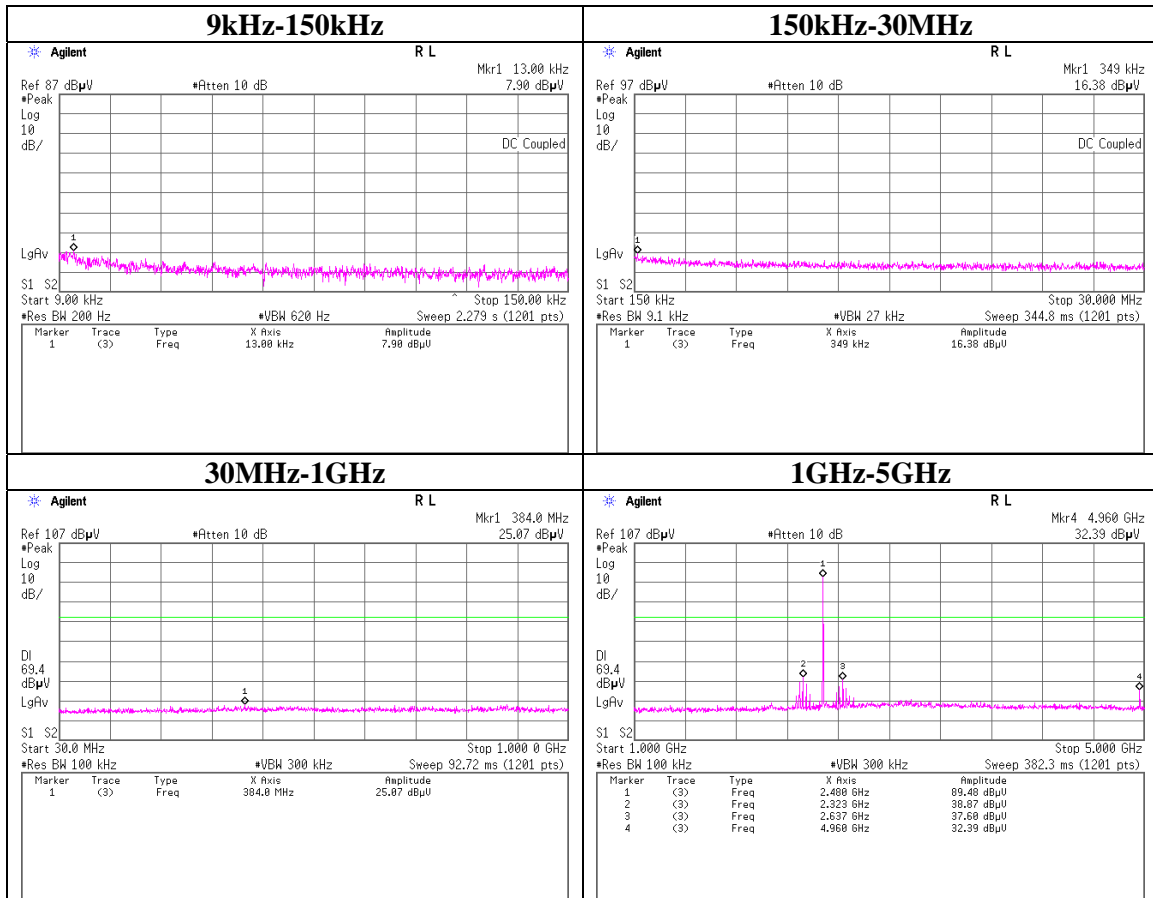 9kHz-150kHz
Agilent R L
Mkr1 13.00 kHz
Ref 87 dBµV #Atten 10 dB 7.90 dBµV
#Peak
Log
10
dB/ DC Coupled
1
LgAv
S1 S2
Start 9.00 kHz ^ Stop 150.00 kHz
#Res BW 200 Hz #VBW 620 Hz Sweep 2.279 s (1201 pts)
Marker Trace Type X Axis Amplitude
1 (3) Freq 13.00 kHz 7.90 dBµV
150kHz-30MHz
Agilent R L
Mkr1 349 kHz
Ref 97 dBµV #Atten 10 dB 16.38 dBµV
#Peak
Log
10
dB/ DC Coupled
1
LgAv
S1 S2
Start 150 kHz Stop 30.000 MHz
#Res BW 9.1 kHz #VBW 27 kHz Sweep 344.8 ms (1201 pts)
Marker Trace Type X Axis Amplitude
1 (3) Freq 349 kHz 16.38 dBµV
30MHz-1GHz
Agilent R L
Mkr1 384.0 MHz
Ref 107 dBµV #Atten 10 dB 25.07 dBµV
#Peak
Log
10
dB/
DI
69.4
dBµV
1
LgAv
S1 S2
Start 30.0 MHz Stop 1.000 0 GHz
#Res BW 100 kHz #VBW 300 kHz Sweep 92.72 ms (1201 pts)
Marker Trace Type X Axis Amplitude
1 (3) Freq 384.0 MHz 25.07 dBµV
1GHz-5GHz
Agilent R L
Mkr4 4.960 GHz
Ref 107 dBµV #Atten 10 dB 32.39 dBµV
#Peak
Log
10
dB/
1
DI
69.4
dBµV
2 3 4
LgAv
S1 S2
Start 1.000 GHz Stop 5.000 GHz
#Res BW 100 kHz #VBW 300 kHz Sweep 382.3 ms (1201 pts)
Marker Trace Type X Axis Amplitude
1 (3) Freq 2.480 GHz 89.48 dBµV
2 (3) Freq 2.323 GHz 38.87 dBµV
3 (3) Freq 2.637 GHz 37.60 dBµV
4 (3) Freq 4.960 GHz 32.39 dBµV